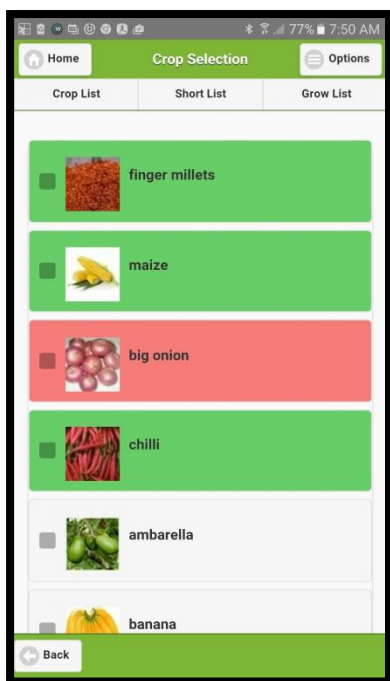 77% 7:50 AM
Home Crop Selection Options
Crop List Short List Grow List
finger millets
maize
big onion
chilli
ambarella
banana
Back